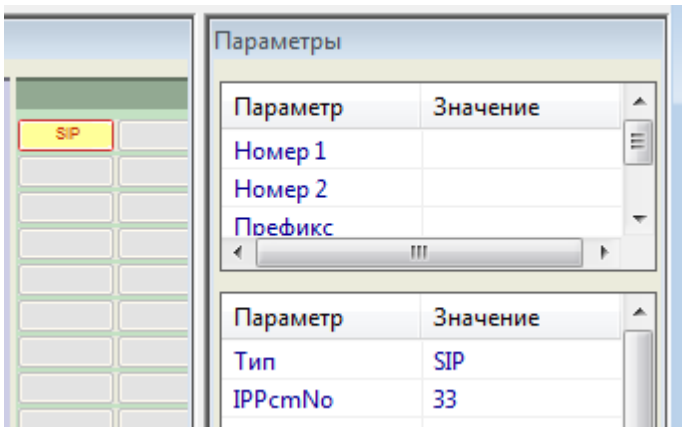 Параметры
Параметр Значение
SIP
Номер 1
Номер 2
Префикс
Параметр Значение
Тип SIP
IPPcmNo 33